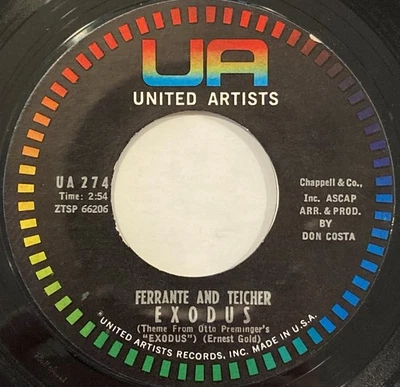 UA
UNITED ARTISTS
UA 274
Time: 2:54
ZTSP 66206
Chappell & Co.,
Inc. ASCAP
ARR. & PROD.
BY
DON COSTA
FERRANTE AND TEICHER
EXODUS
(Theme From Otto Preminger's
"EXODUS") (Ernest Gold)
UNITED ARTISTS RECORDS, INC. MADE IN U.S.A.